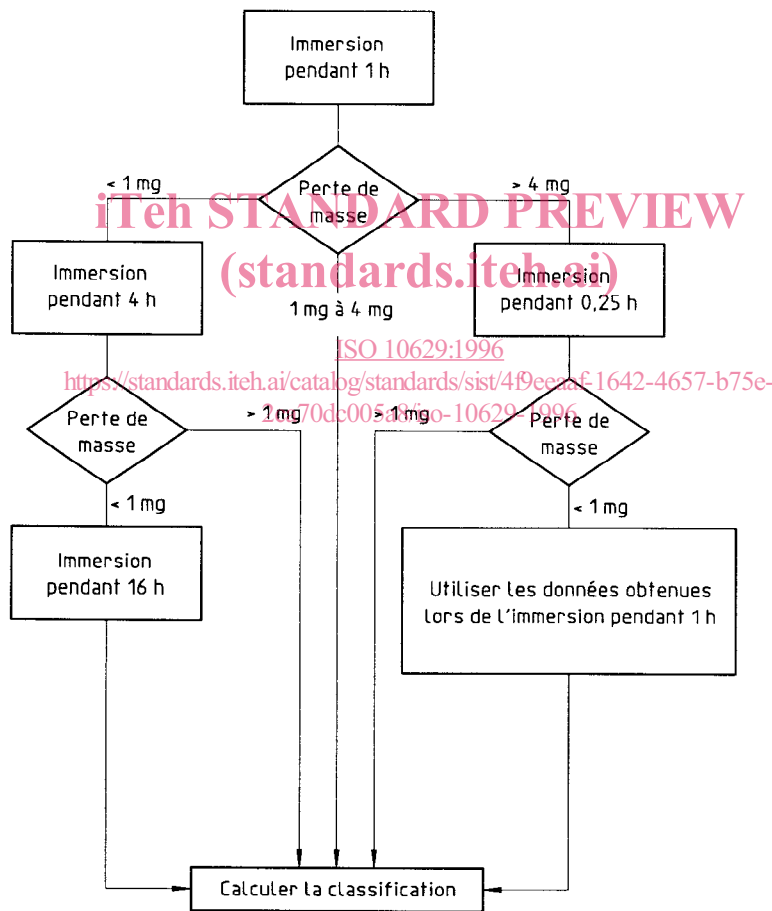 Immersion
pendant 1 h
< 1 mg
Perte de
masse
> 4 mg
iTeh STANDARD PREVIEW
(standards.iteh.ai)
Immersion
pendant 4 h
1 mg à 4 mg
Immersion
pendant 0,25 h
ISO 10629:1996
https://standards.iteh.ai/catalog/standards/sist/4f9eeaaf-1642-4657-b75e-
Perte de
masse
> 1 mg
> 1 mg
Perte de
masse
< 1 mg
< 1 mg
Immersion
pendant 16 h
Utiliser les données obtenues
lors de l'immersion pendant 1 h
Calculer la classification